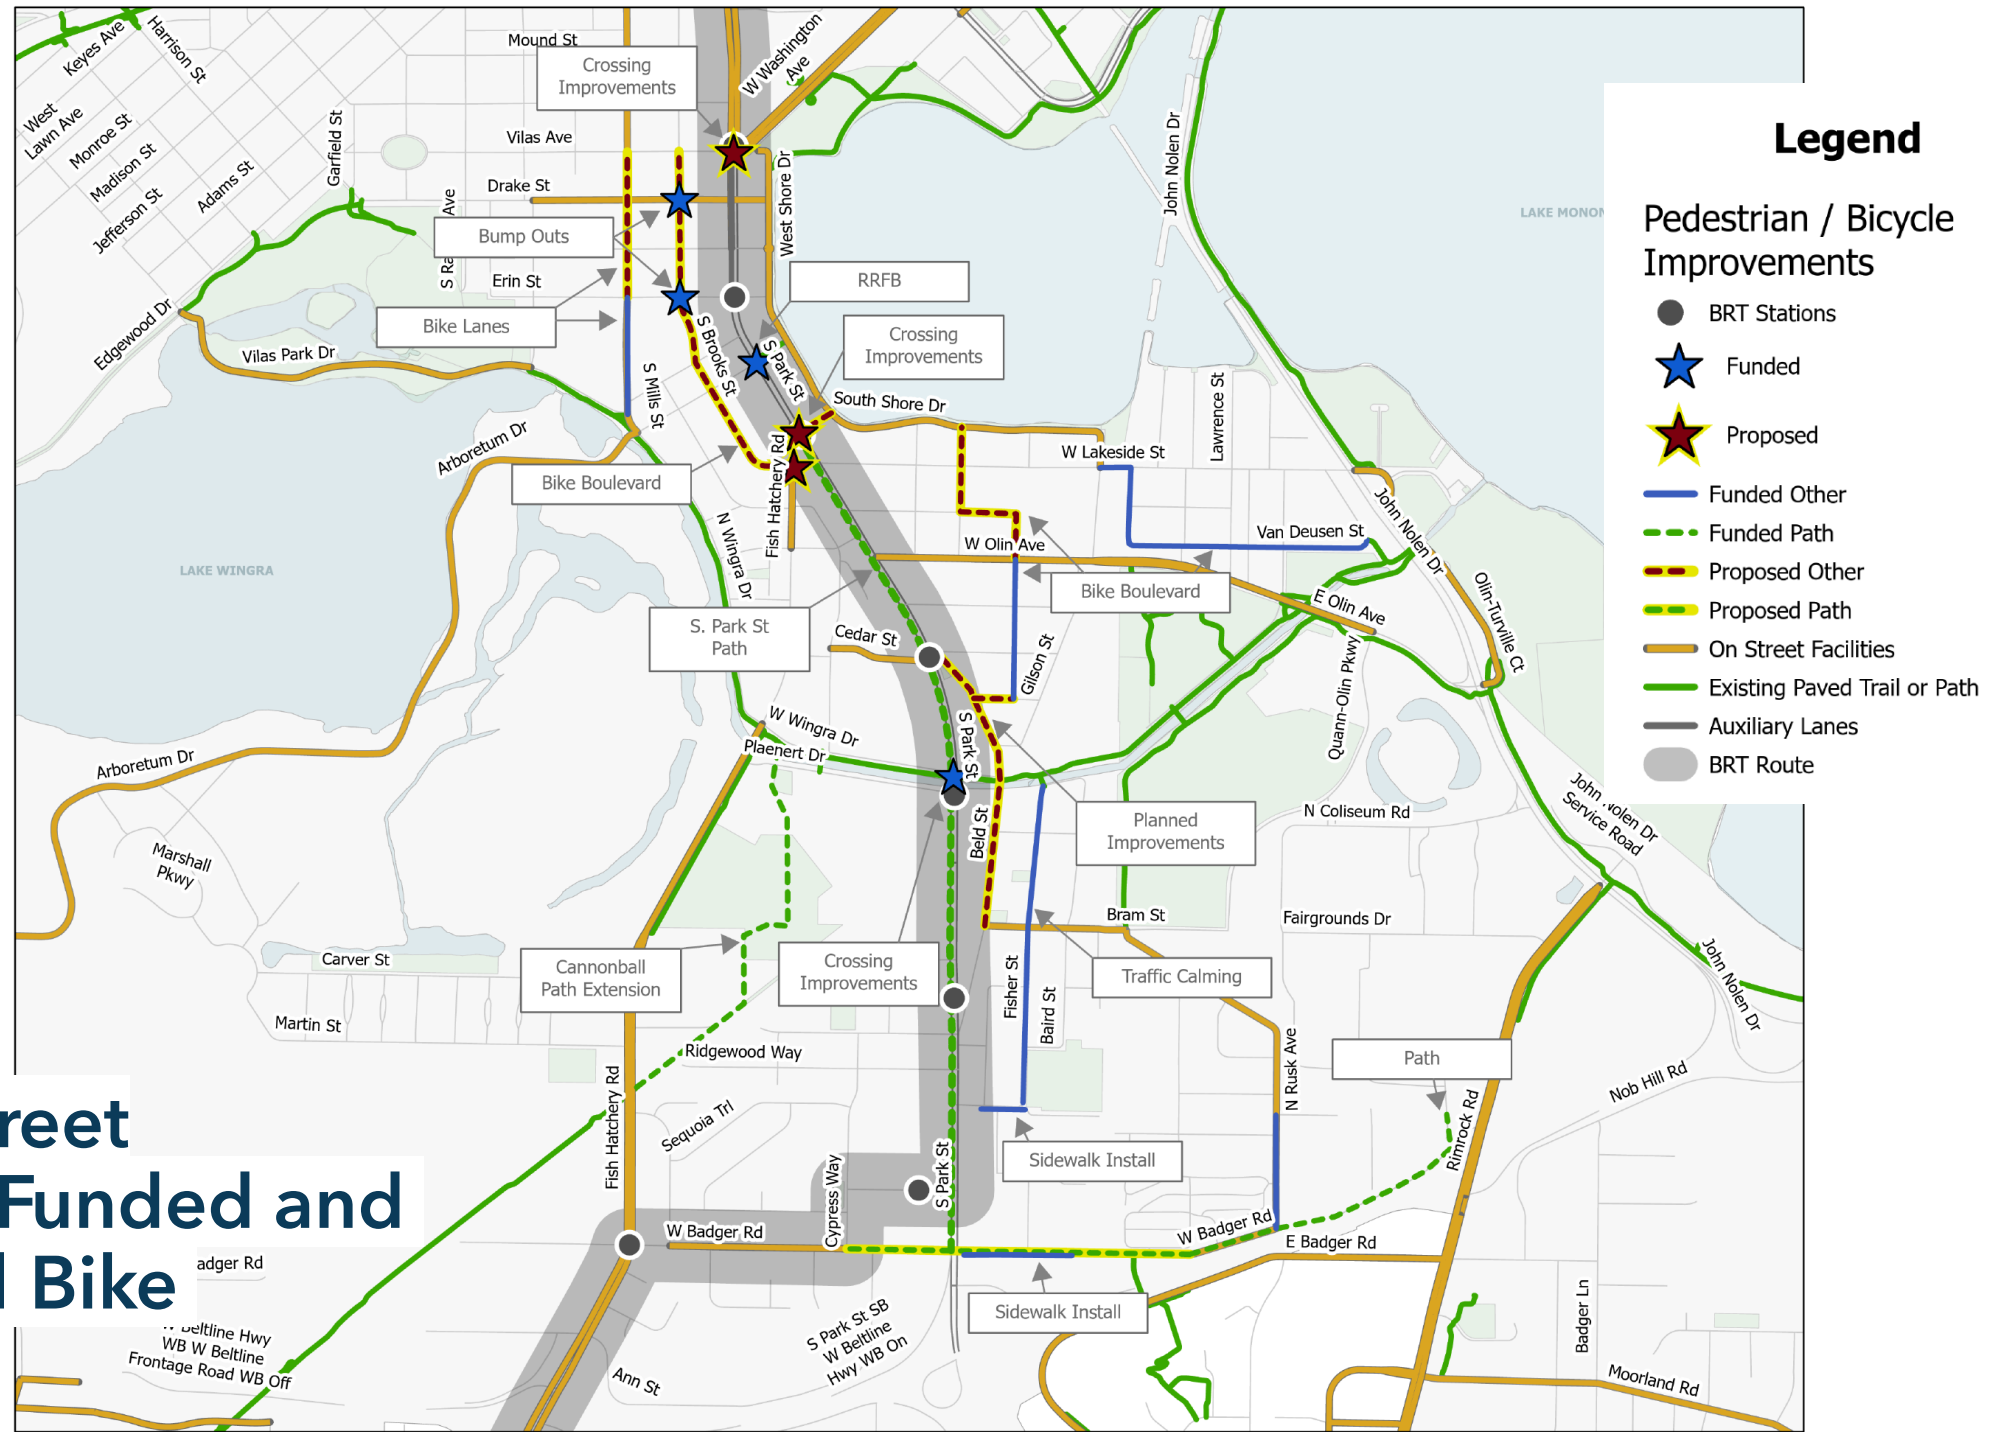 Keyes Ave
Harrison St
Mound St
W Washington
Ave
Crossing
Improvements
West
Lawn Ave
Monroe St
Madison St
Jefferson St
Adams St
Garfield St
Vilas Ave
Drake St
Ave
Bump Outs
Erin St
West Shore Dr
John Nolen Dr
RRFB
Bike Lanes
Crossing
Improvements
Edgewood Dr
Vilas Park Dr
S Mills St
S Brooks St
S Park St
South Shore Dr
Lawrence St
Arboretum Dr
Bike Boulevard
Fish Hatchery Rd
W Lakeside St
John Nolen Dr
N Wingra Dr
W Olin Ave
Van Deusen St
LAKE WINGRA
Bike Boulevard
E Olin Ave
Olin-Turville Ct
S. Park St
Path
Cedar St
Gilson St
Quann-Olin Pkwy
W Wingra Dr
Plaenert Dr
S Park St
Arboretum Dr
Planned
Improvements
Beld St
N Coliseum Rd
John Nolen Dr
Service Road
Marshall
Pkwy
Bram St
Fairgrounds Dr
Carver St
Cannonball
Path Extension
Crossing
Improvements
Traffic Calming
Fisher St
Baird St
John Nolen Dr
Martin St
Ridgewood Way
N Rusk Ave
Path
Nob Hill Rd
Fish Hatchery Rd
Sequoia Trl
Rimrock Rd
Sidewalk Install
Cypress Way
S Park St
W Badger Rd
W Badger Rd
E Badger Rd
adger Rd
Sidewalk Install
Badger Ln
W Beltline Hwy
WB W Beltline
Frontage Road WB Off
S Park St SB
W Beltline
Hwy WB On
Ann St
Moorland Rd
reet
Funded and
Bike
LAKE MONON
Legend
Pedestrian / Bicycle
Improvements
BRT Stations
Funded
Proposed
Funded Other
Funded Path
Proposed Other
Proposed Path
On Street Facilities
Existing Paved Trail or Path
Auxiliary Lanes
BRT Route